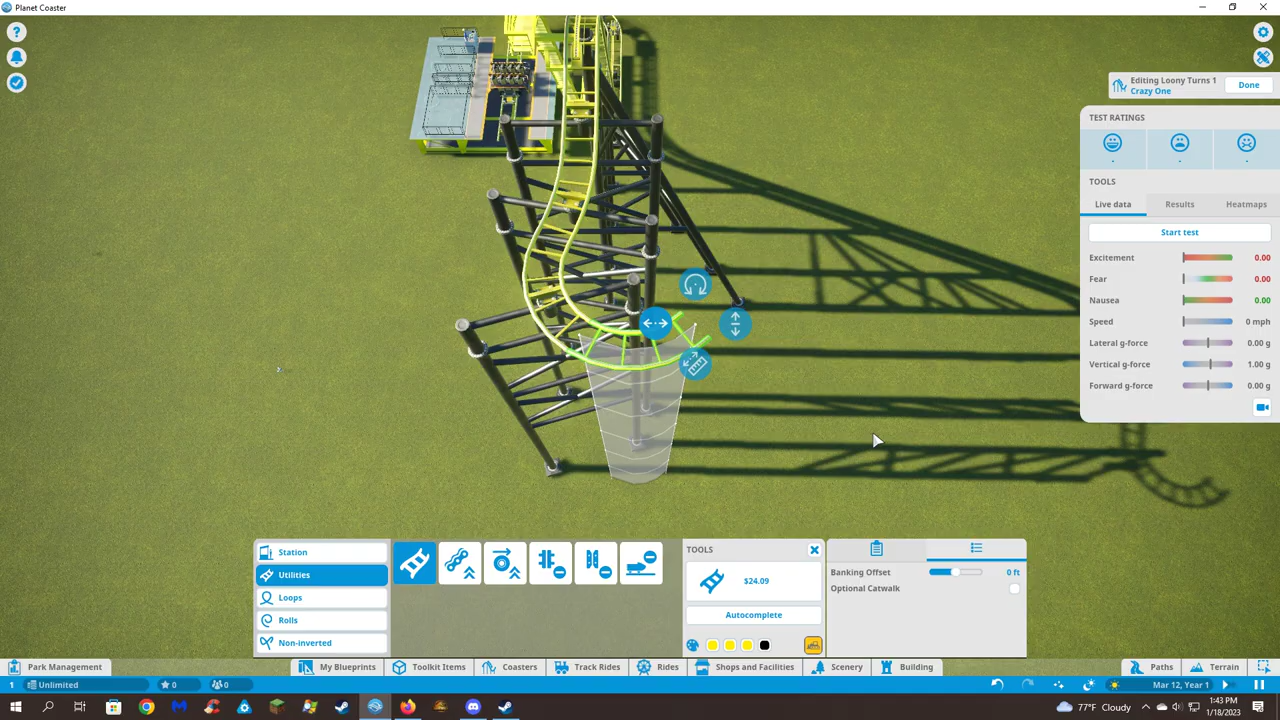 Planet Coaster
Editing Loony Turns 1
Crazy One
Done
TEST RATINGS
- - -
TOOLS
Live data Results Heatmaps
Start test
Excitement 0.00
Fear 0.00
Nausea 0.00
Speed 0 mph
Lateral g-force 0.00 g
Vertical g-force 1.00 g
Forward g-force 0.00 g
Station
Utilities
Loops
Rolls
Non-inverted
TOOLS
$24.09
Autocomplete
Banking Offset 0 ft
Optional Catwalk
Park Management My Blueprints Toolkit Items Coasters Track Rides Rides Shops and Facilities Scenery Building Paths Terrain
1 Unlimited 0 0 Mar 12, Year 1
77°F Cloudy 1:43 PM
1/18/2023